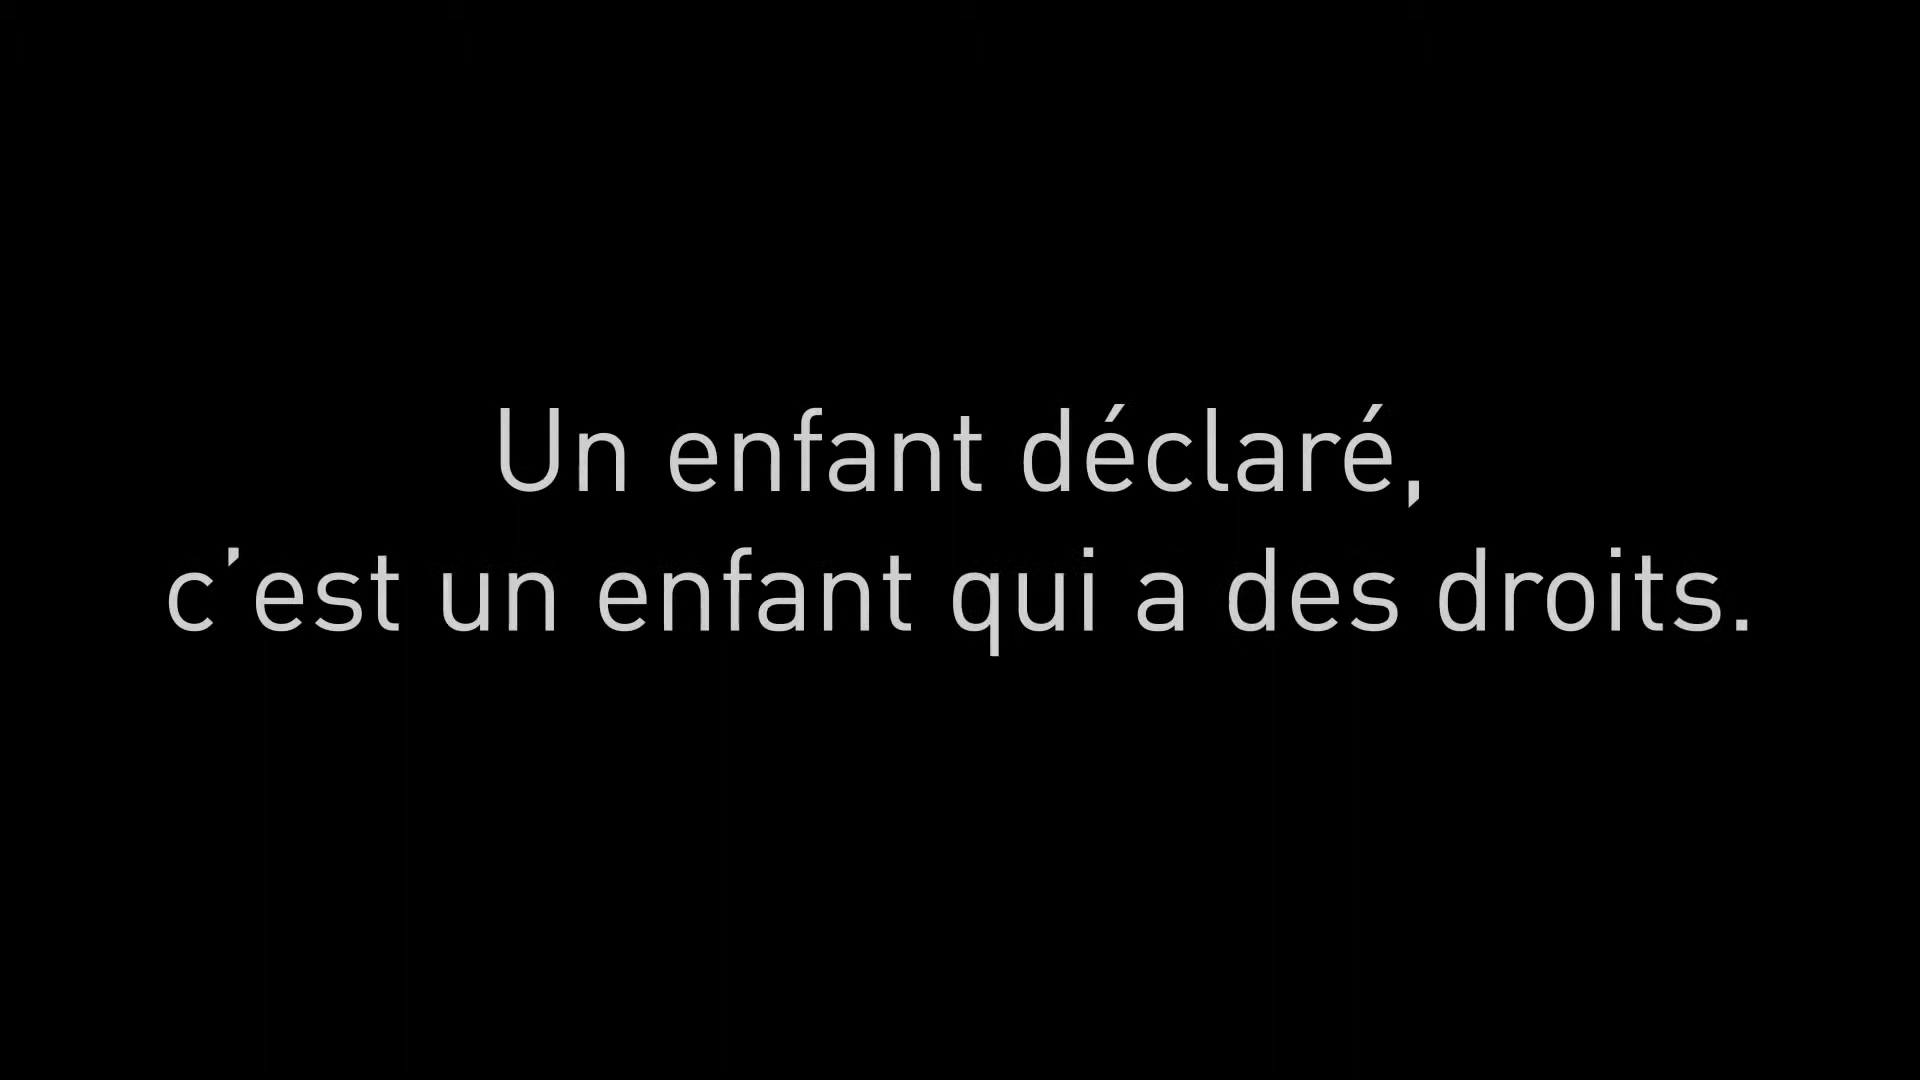 Un enfant déclaré,
c’est un enfant qui a des droits.